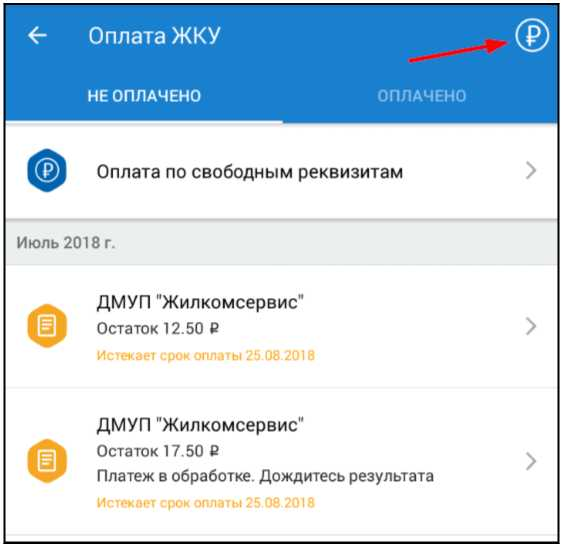 Оплата ЖКУ
НЕ ОПЛАЧЕНО
ОПЛАЧЕНО
Оплата по свободным реквизитам
Июль 2018 г.
ДМУП "Жилкомсервис"
Остаток 12.50 ₽
Истекает срок оплаты 25.08.2018
ДМУП "Жилкомсервис"
Остаток 17.50 ₽
Платеж в обработке. Дождитесь результата
Истекает срок оплаты 25.08.2018